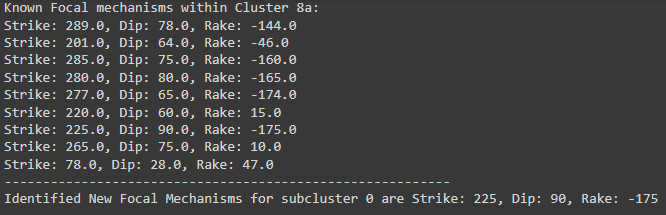 Known Focal mechanisms within Cluster 8a:
Strike: 289.0, Dip: 78.0, Rake: -144.0
Strike: 201.0, Dip: 64.0, Rake: -46.0
Strike: 285.0, Dip: 75.0, Rake: -160.0
Strike: 280.0, Dip: 80.0, Rake: -165.0
Strike: 277.0, Dip: 65.0, Rake: -174.0
Strike: 220.0, Dip: 60.0, Rake: 15.0
Strike: 225.0, Dip: 90.0, Rake: -175.0
Strike: 265.0, Dip: 75.0, Rake: 10.0
Strike: 78.0, Dip: 28.0, Rake: 47.0
---------------------------------------------------------
Identified New Focal Mechanisms for subcluster 0 are Strike: 225, Dip: 90, Rake: -175